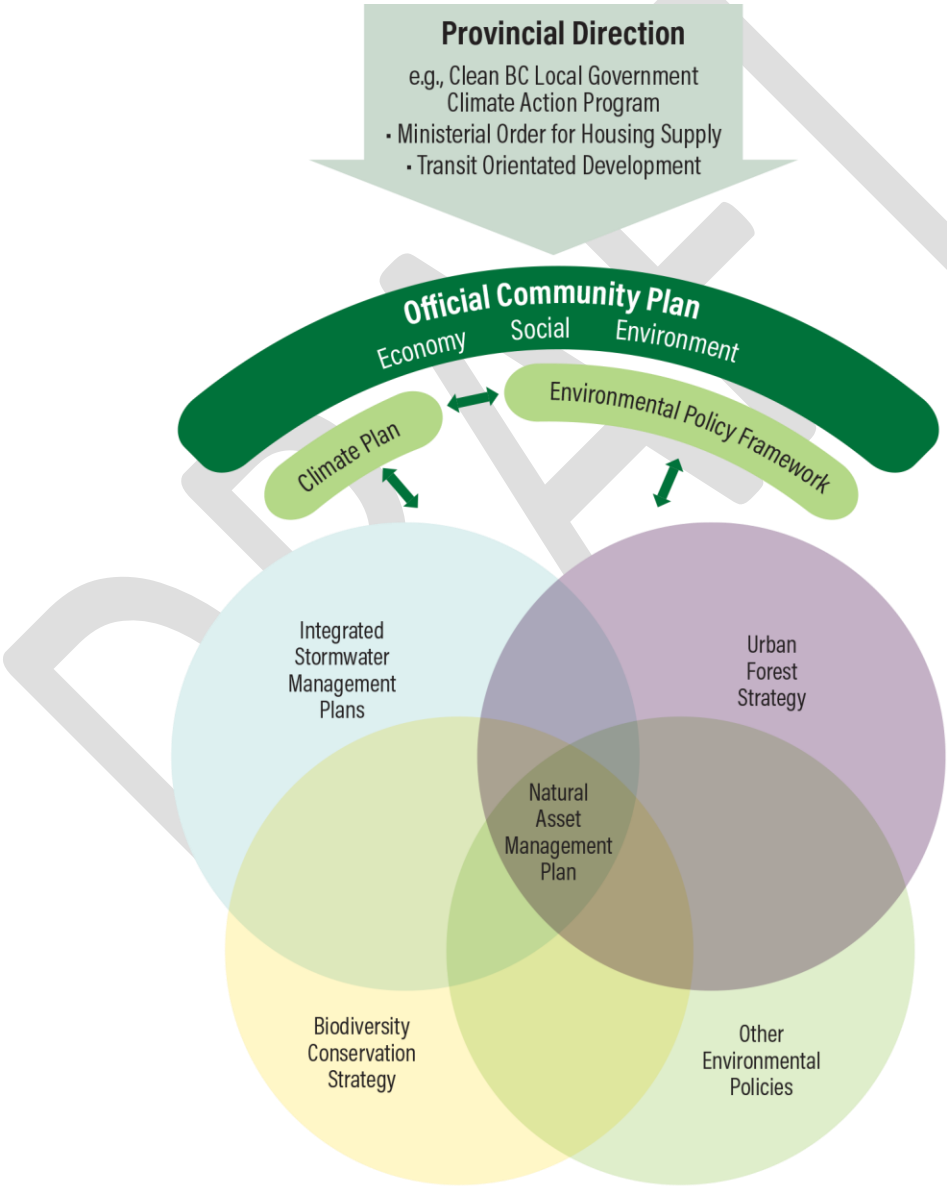 Provincial Direction
e.g., Clean BC Local Government
Climate Action Program
· Ministerial Order for Housing Supply
· Transit Orientated Development
Official Community Plan
Economy Social Environment
Climate Plan
Environmental Policy Framework
Integrated
Stormwater
Management
Plans
Urban
Forest
Strategy
Natural
Asset
Management
Plan
Biodiversity
Conservation
Strategy
Other
Environmental
Policies
DRAFT